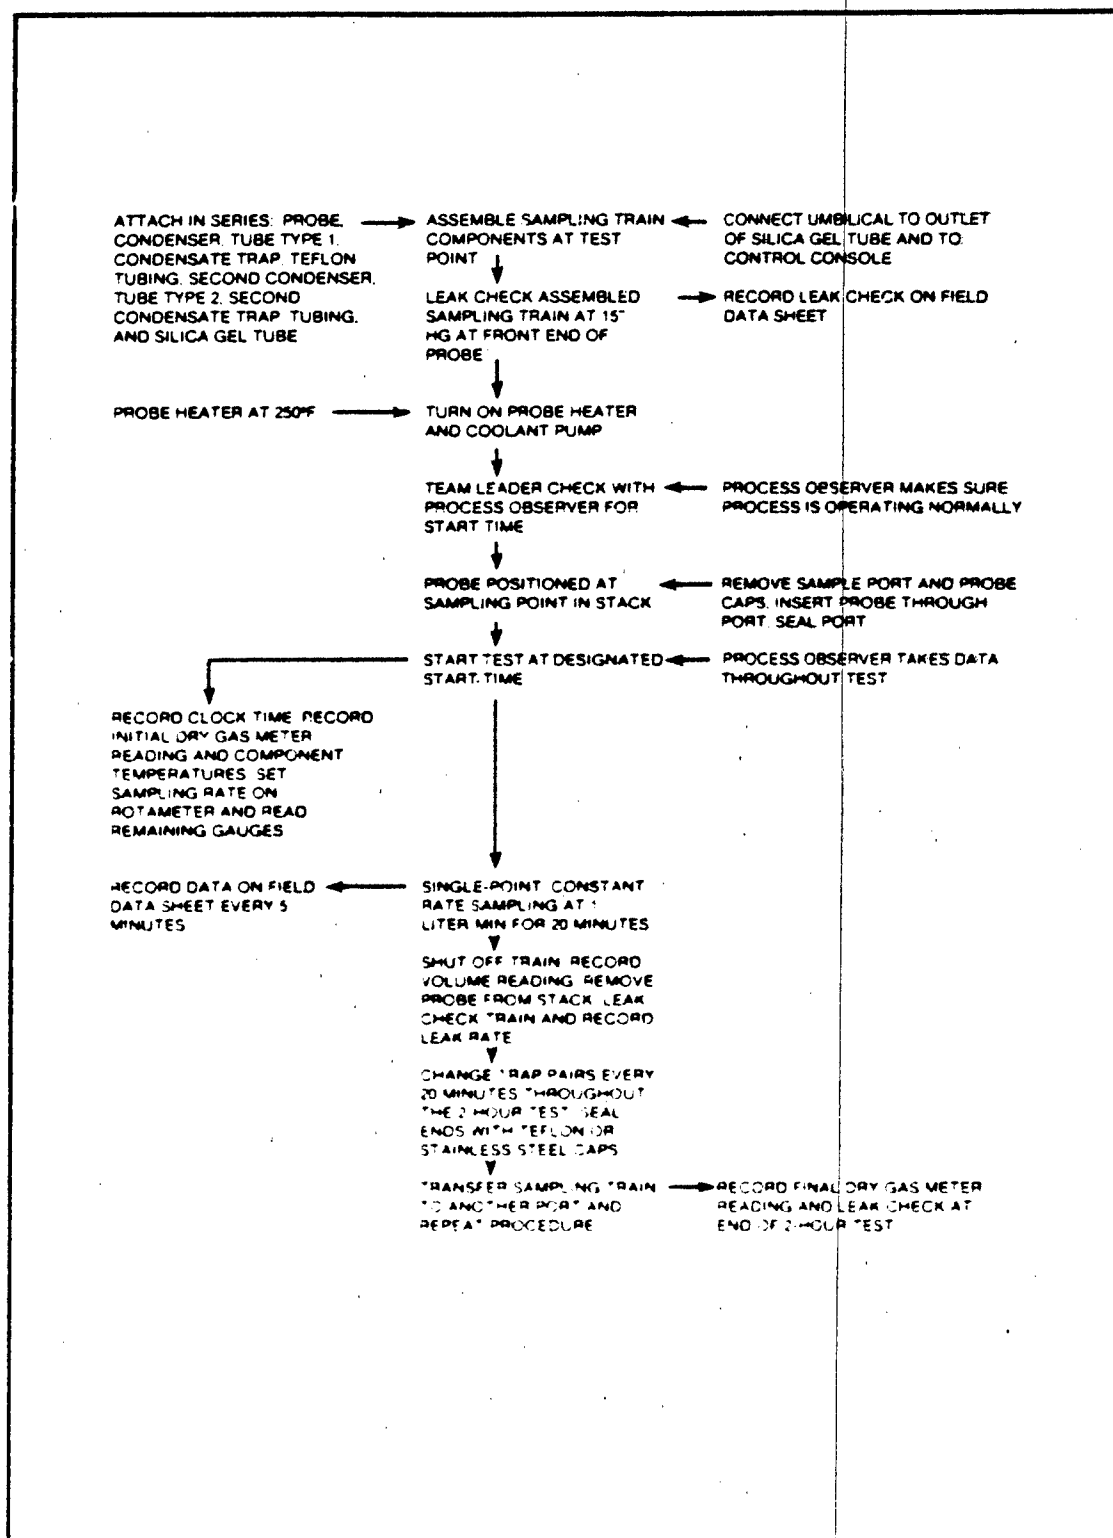 ATTACH IN SERIES: PROBE,
CONDENSER, TUBE TYPE 1,
CONDENSATE TRAP, TEFLON
TUBING, SECOND CONDENSER,
TUBE TYPE 2, SECOND
CONDENSATE TRAP TUBING,
AND SILICA GEL TUBE
ASSEMBLE SAMPLING TRAIN
COMPONENTS AT TEST
POINT
CONNECT UMBILICAL TO OUTLET
OF SILICA GEL TUBE AND TO
CONTROL CONSOLE
LEAK CHECK ASSEMBLED
SAMPLING TRAIN AT 15"
HG AT FRONT END OF
PROBE
RECORD LEAK CHECK ON FIELD
DATA SHEET
PROBE HEATER AT 250°F
TURN ON PROBE HEATER
AND COOLANT PUMP
TEAM LEADER CHECK WITH
PROCESS OBSERVER FOR
START TIME
PROCESS OBSERVER MAKES SURE
PROCESS IS OPERATING NORMALLY
PROBE POSITIONED AT
SAMPLING POINT IN STACK
REMOVE SAMPLE PORT AND PROBE
CAPS, INSERT PROBE THROUGH
PORT, SEAL PORT
START TEST AT DESIGNATED
START TIME
PROCESS OBSERVER TAKES DATA
THROUGHOUT TEST
RECORD CLOCK TIME RECORD
INITIAL DRY GAS METER
READING AND COMPONENT
TEMPERATURES SET
SAMPLING RATE ON
ROTAMETER AND READ
REMAINING GAUGES
RECORD DATA ON FIELD
DATA SHEET EVERY 5
MINUTES
SINGLE-POINT CONSTANT
RATE SAMPLING AT 1
LITER MIN FOR 20 MINUTES
SHUT OFF TRAIN RECORD
VOLUME READING REMOVE
PROBE FROM STACK LEAK
CHECK TRAIN AND RECORD
LEAK RATE
CHANGE TRAP PAIRS EVERY
20 MINUTES THROUGHOUT
THE 2-HOUR TEST SEAL
ENDS WITH TEFLON OR
STAINLESS STEEL CAPS
TRANSFER SAMPLING TRAIN
TO ANOTHER PORT AND
REPEAT PROCEDURE
RECORD FINAL DRY GAS METER
READING AND LEAK CHECK AT
END OF 2-HOUR TEST